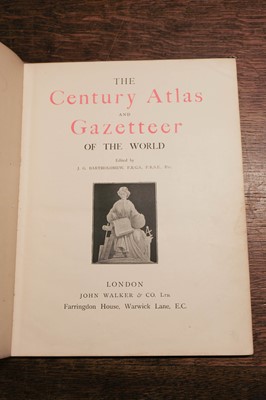 THE
Century Atlas
AND
Gazetteer
OF THE WORLD
Edited by
J. G. BARTHOLOMEW, F.R.G.S., F.R.S.E., Etc.
LONDON
JOHN WALKER & CO. Ltd.
Farringdon House, Warwick Lane, E.C.